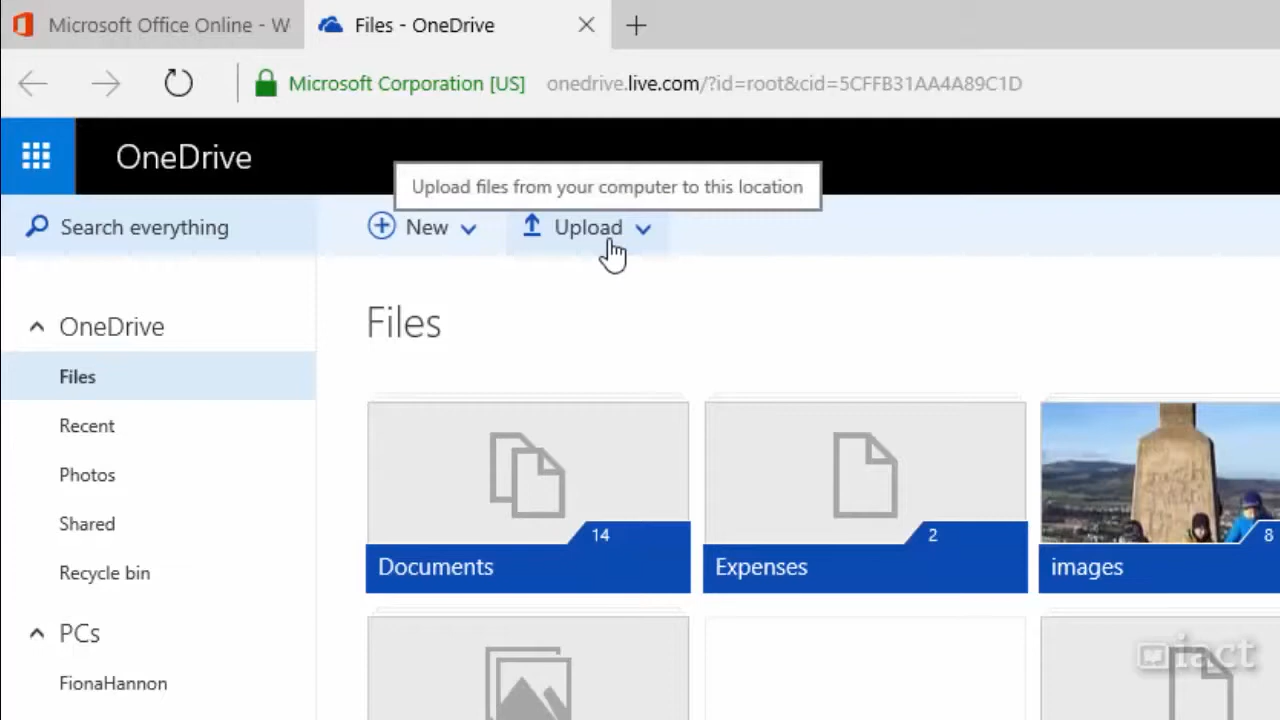 Microsoft Office Online - W
Files - OneDrive
Microsoft Corporation [US]
onedrive.live.com/?id=root&cid=5CFFB31AA4A89C1D
OneDrive
Upload files from your computer to this location
Search everything
New
Upload
OneDrive
Files
Recent
Photos
Shared
Recycle bin
PCs
FionaHannon
Files
14
Documents
2
Expenses
8
images
iact